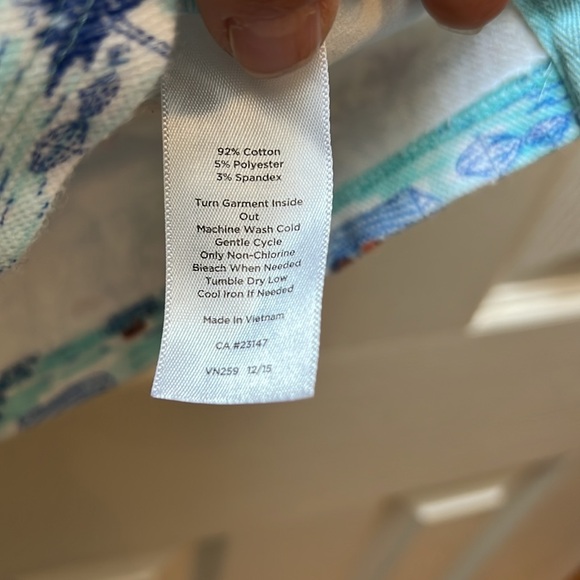 92% Cotton
5% Polyester
3% Spandex
Turn Garment Inside
Out
Machine Wash Cold
Gentle Cycle
Only Non-Chlorine
Bleach When Needed
Tumble Dry Low
Cool Iron If Needed
Made in Vietnam
CA #23147
VN259 12/15